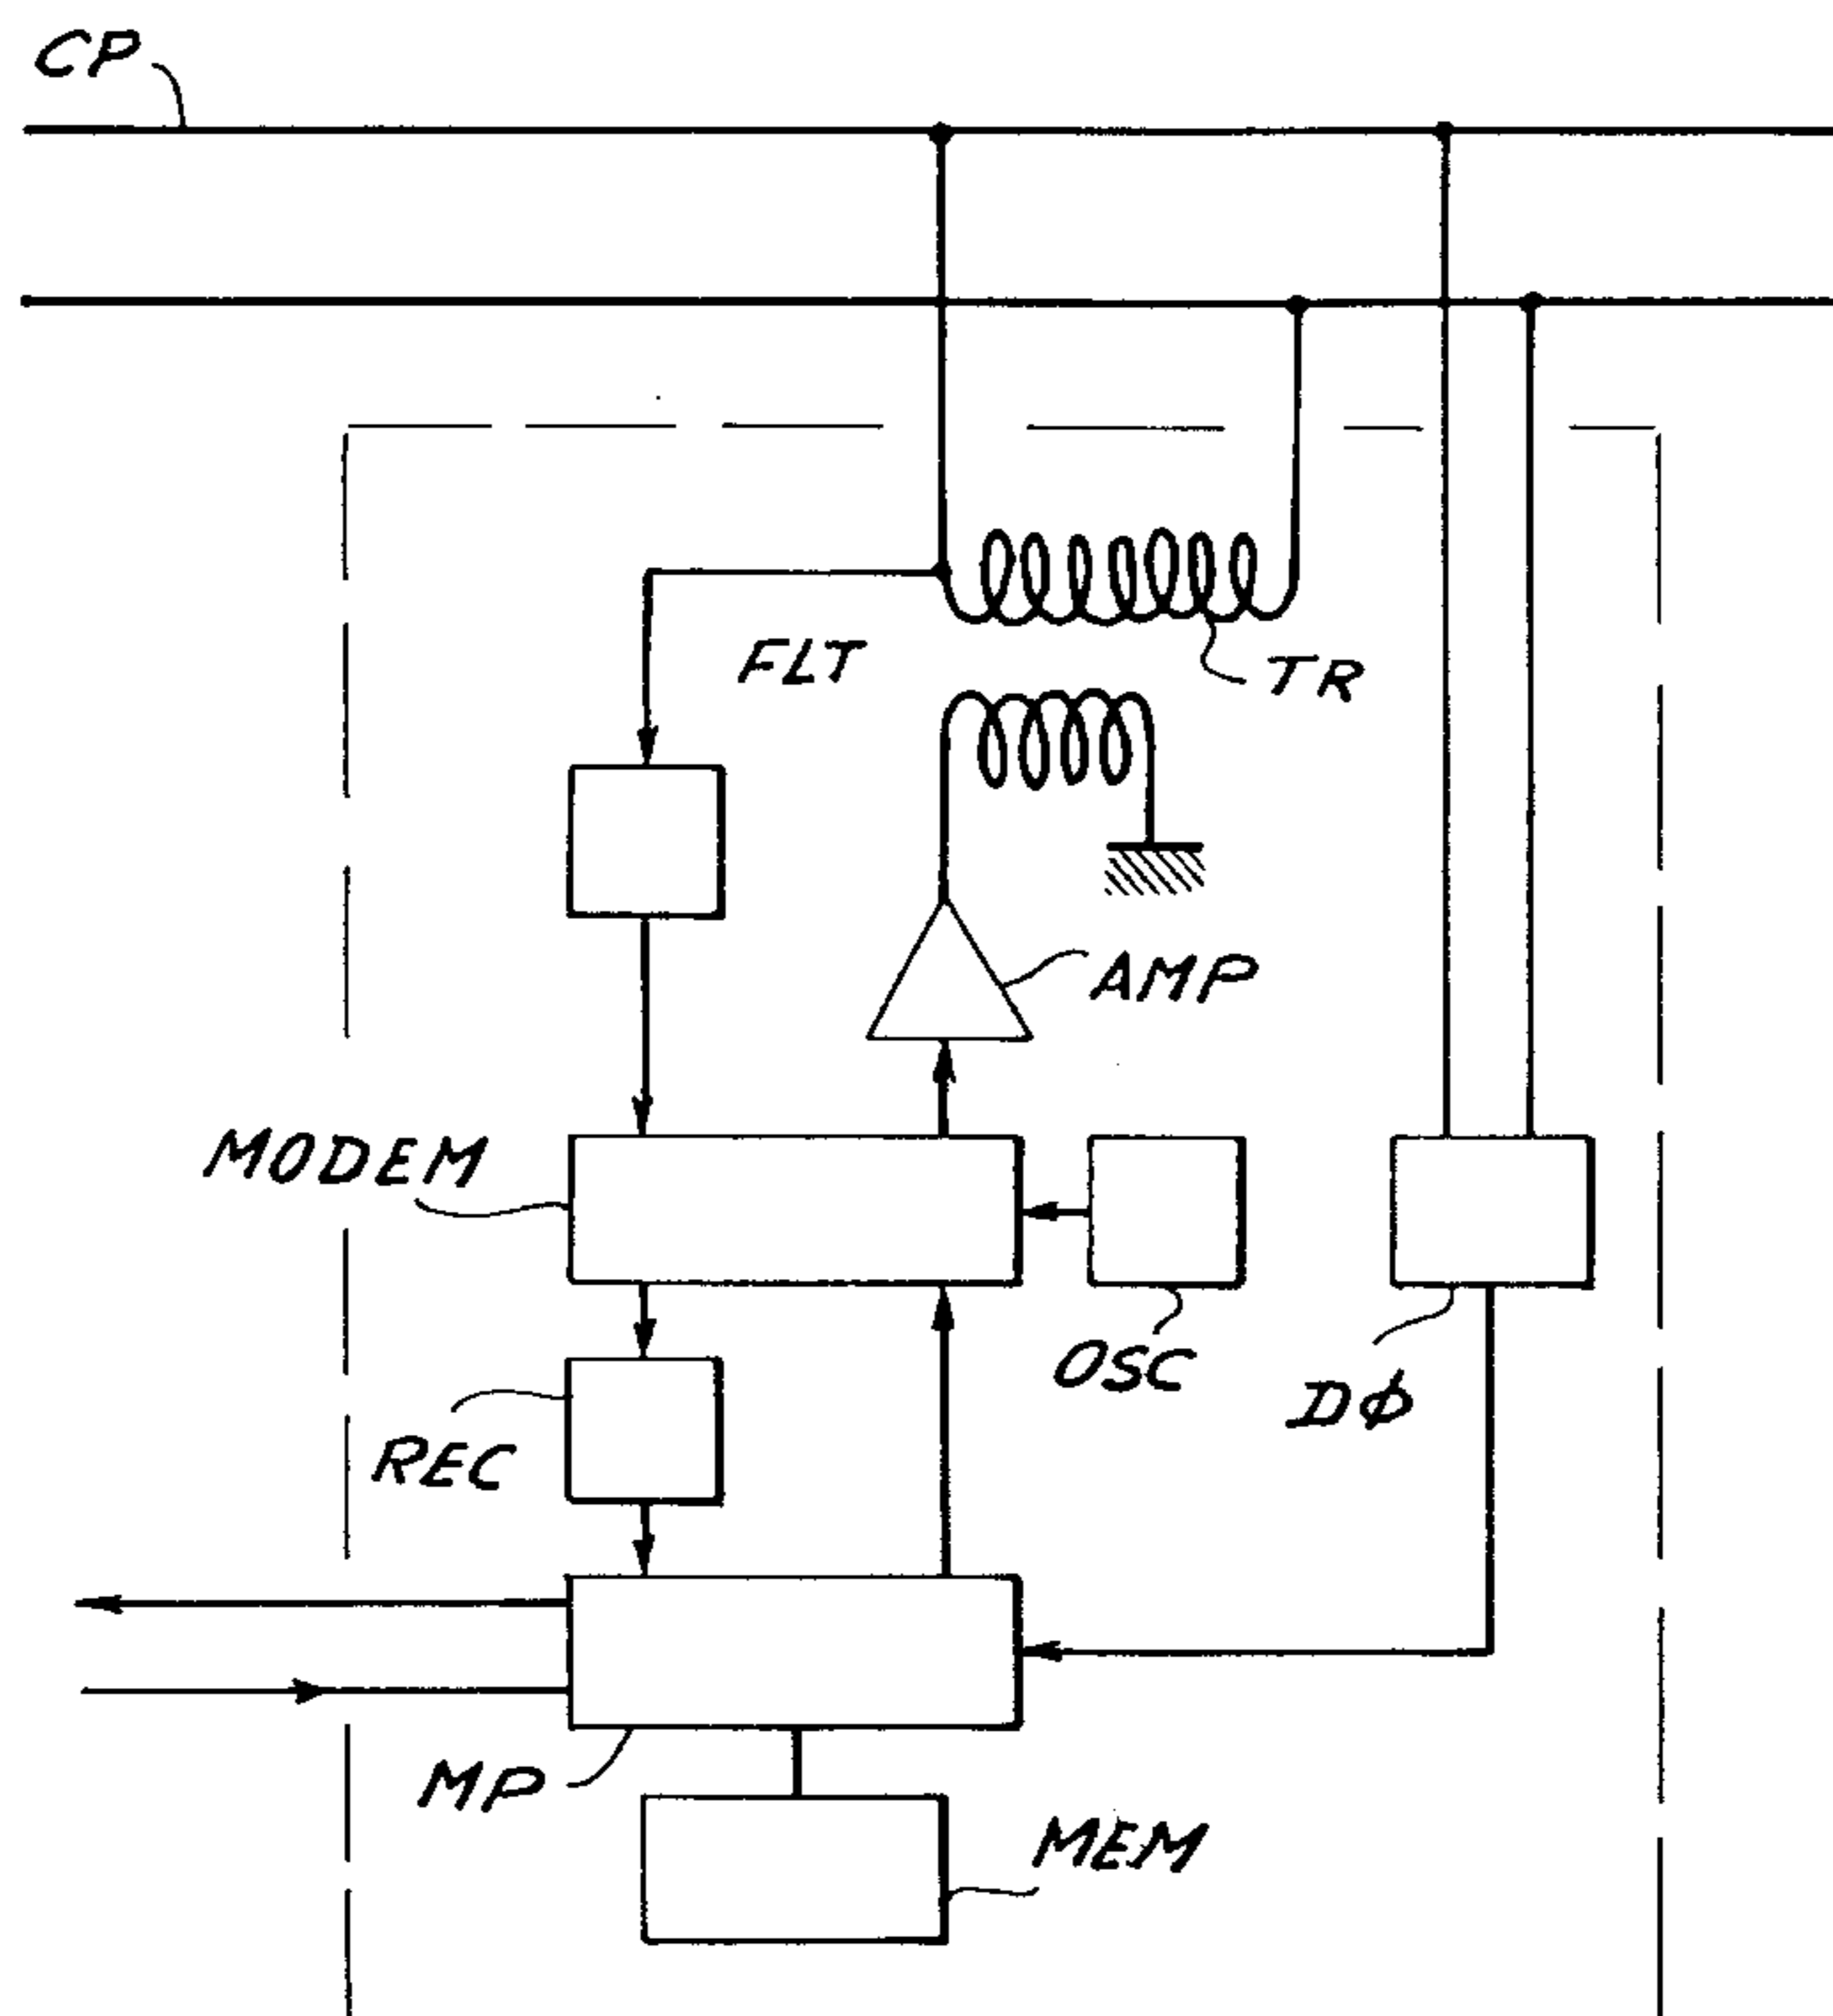 CP
FLT
TR
AMP
MODEM
OSC
DΦ
REC
MP
MEM